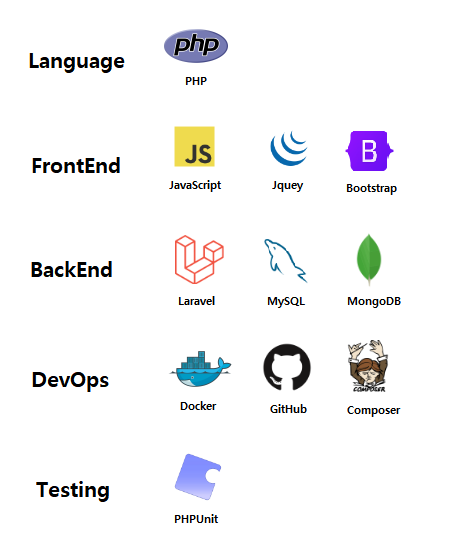 Language
php
PHP
FrontEnd
JS
B
JavaScript
Jquey
Bootstrap
BackEnd
Laravel
MySQL
MongoDB
DevOps
COMPOSER
Docker
GitHub
Composer
Testing
PHPUnit